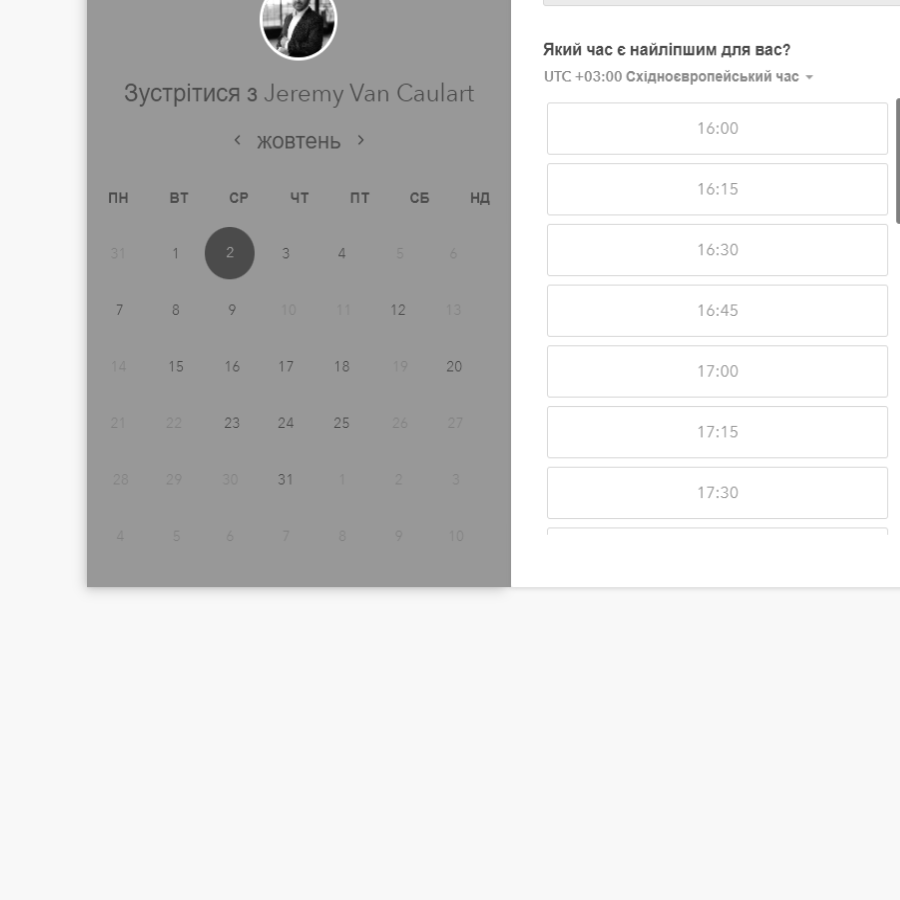 Зустрітися з Jeremy Van Caulart
жовтень
ПН ВТ СР ЧТ ПТ СБ НД
31 1 2 3 4 5 6
7 8 9 10 11 12 13
14 15 16 17 18 19 20
21 22 23 24 25 26 27
28 29 30 31 1 2 3
4 5 6 7 8 9 10
Який час є найліпшим для вас?
UTC +03:00 Східноєвропейський час
16:00
16:15
16:30
16:45
17:00
17:15
17:30